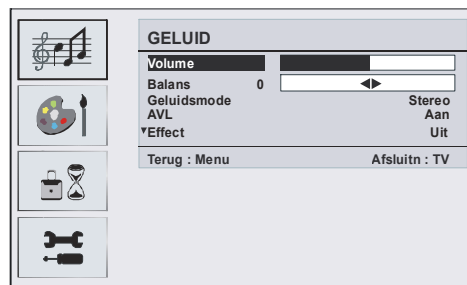 GELUID
Volume
Balans 0
Geluidsmode Stereo
AVL Aan
Effect Uit
Terug : Menu Afsluitn : TV